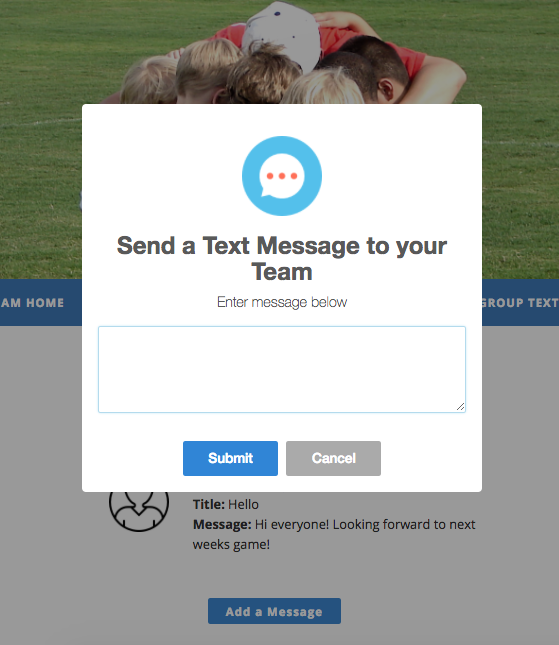 Send a Text Message to your
Team
Enter message below
AM HOME
GROUP TEXT
Submit
Cancel
Title: Hello
Message: Hi everyone! Looking forward to next
weeks game!
Add a Message